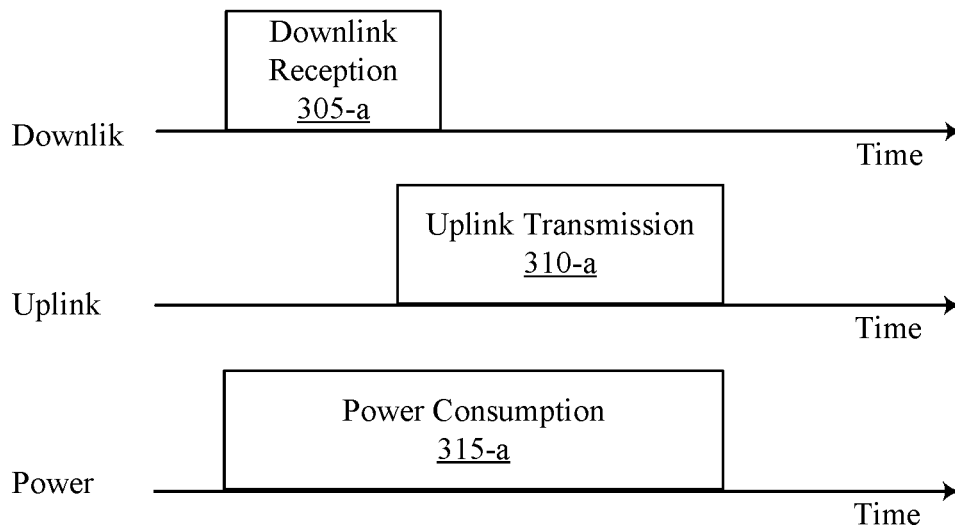 Downlink
Reception
305-a
Downlik
Time
Uplink Transmission
310-a
Uplink
Time
Power Consumption
315-a
Power
Time